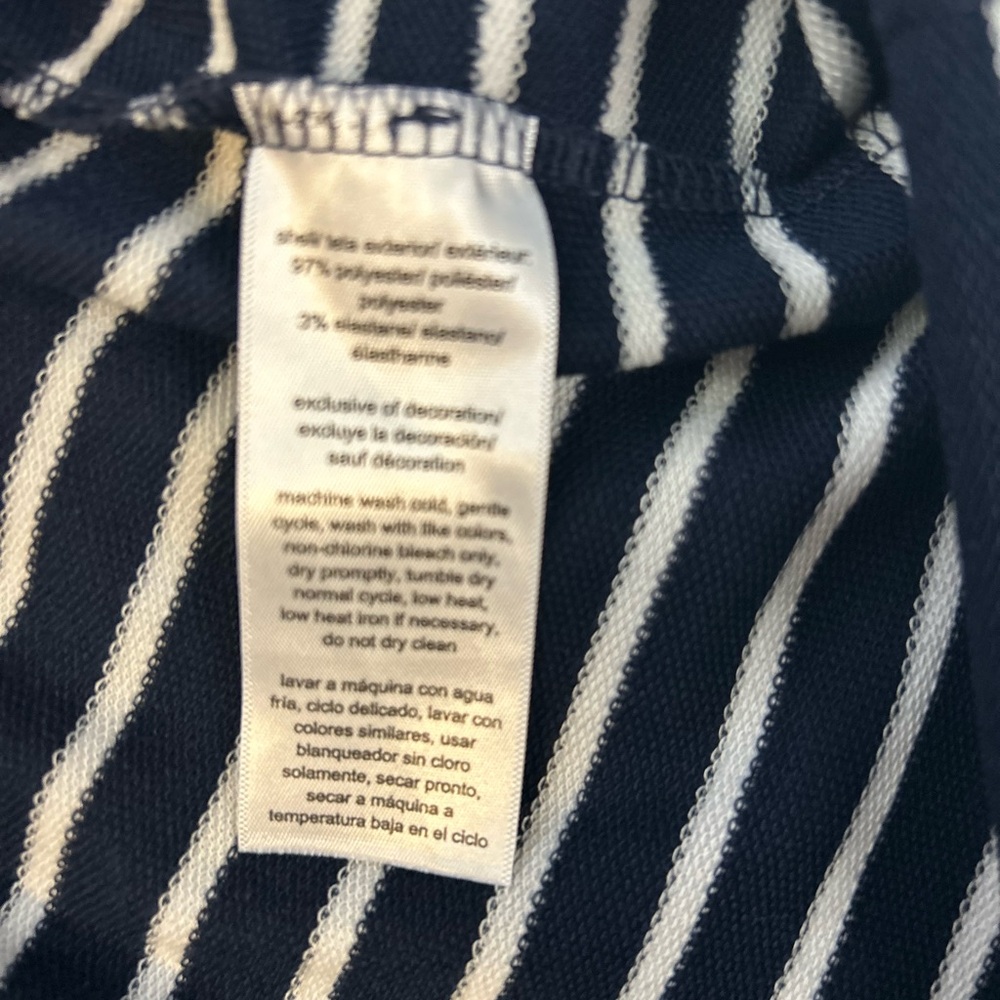 shell/ tela exterior/ extérieur:
97% polyester/ poliéster/
polyester
3% elastane/ elastano/
élasthanne
exclusive of decoration/
excluye la decoración/
sauf décoration
machine wash cold, gentle
cycle, wash with like colors,
non-chlorine bleach only,
dry promptly, tumble dry
normal cycle, low heat,
low heat iron if necessary,
do not dry clean
lavar a máquina con agua
fría, ciclo delicado, lavar con
colores similares, usar
blanqueador sin cloro
solamente, secar pronto,
secar a máquina a
temperatura baja en el ciclo